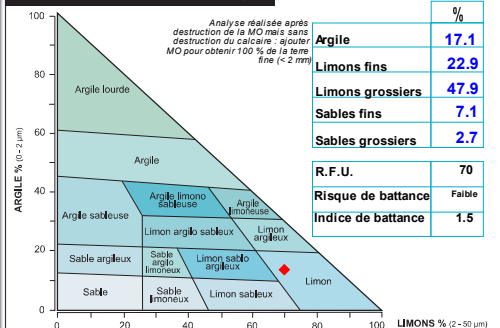 %
Analyse réalisée après
destruction de la MO mais sans
destruction du calcaire : ajouter
MO pour obtenir 100 % de la terre
fine (< 2 mm)
Argile 17.1
Limons fins 22.9
Limons grossiers 47.9
Sables fins 7.1
Sables grossiers 2.7
R.F.U. 70
Risque de battance Faible
Indice de battance 1.5
ARGILE % (0 - 2 µm)
100
80
60
40
20
0
Argile lourde
Argile
Argile limono
sableuse
Argile
limoneuse
Argile sableuse
Limon argilo sableux
Limon
argileux
Sable argileux
Sable
argilo
limoneux
Limon sablo
argileux
Limon
Sable
Sable
limoneux
Limon sableux
0 20 40 60 80 100
LIMONS % (2 - 50 µm)